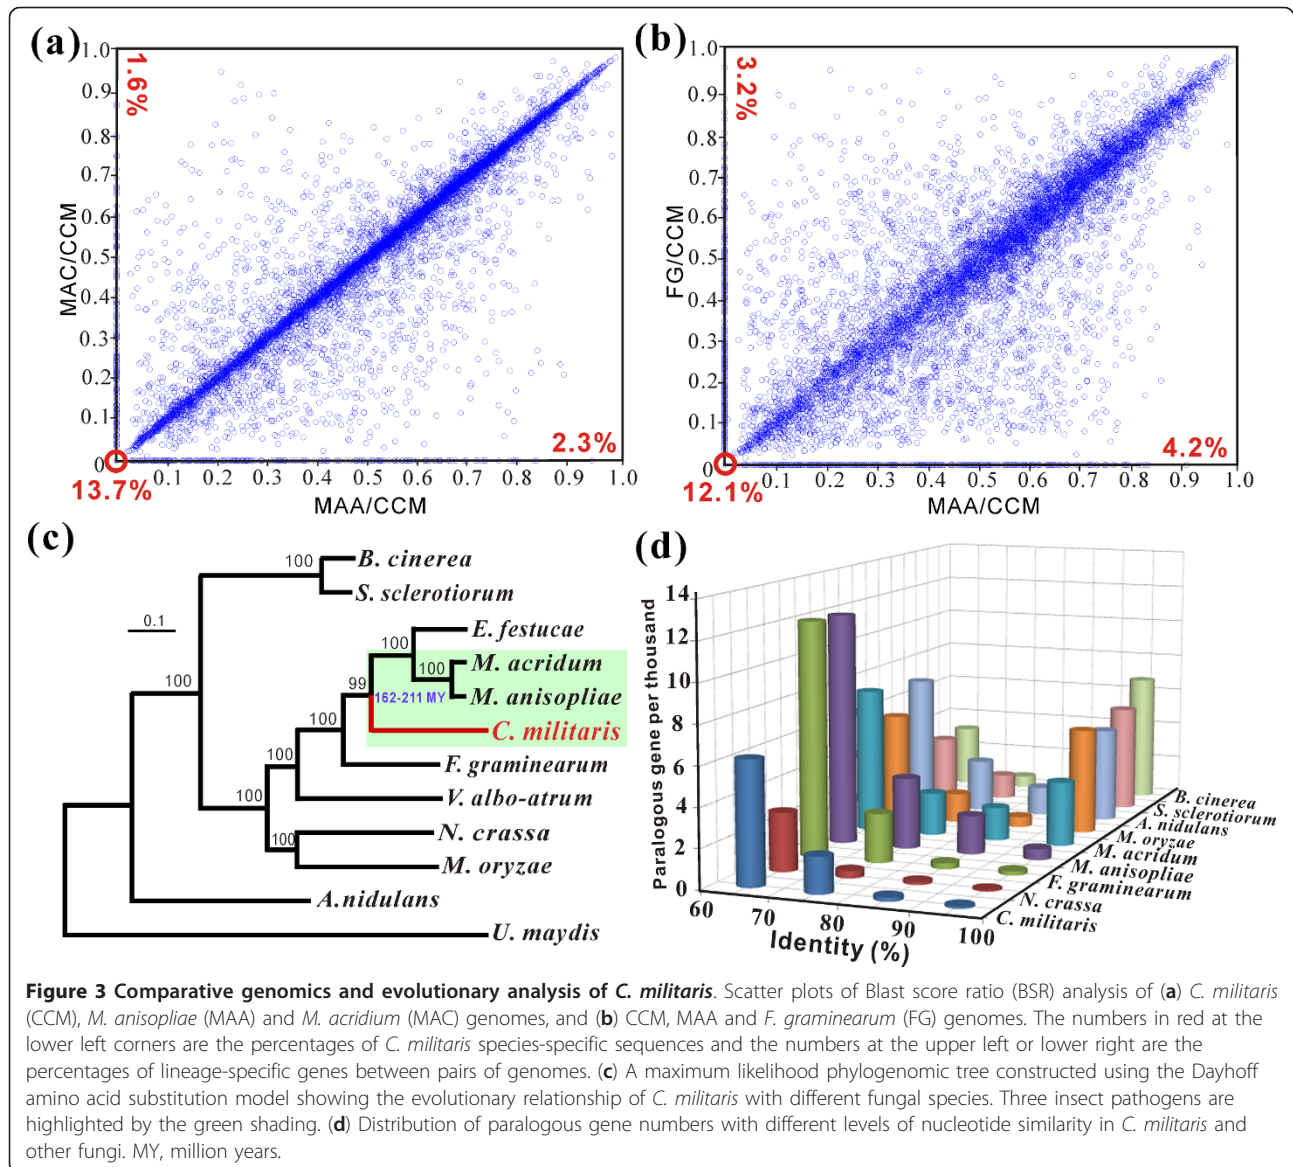 (a)
1.0
0.9
0.8
0.7
0.6
0.5
0.4
0.3
0.2
0.1
0
MAC/CCM
1.6%
2.3%
13.7%
0.1 0.2 0.3 0.4 0.5 0.6 0.7 0.8 0.9 1.0
MAA/CCM
(b)
1.0
0.9
0.8
0.7
0.6
0.5
0.4
0.3
0.2
0.1
0
FG/CCM
3.2%
4.2%
12.1%
0.1 0.2 0.3 0.4 0.5 0.6 0.7 0.8 0.9 1.0
MAA/CCM
(c)
0.1
100 B. cinerea
S. sclerotiorum
E. festucae
100
M. acridum
100
M. anisopliae
99
162-211 MY
C. militaris
100
100
F. graminearum
100
V. albo-atrum
100
N. crassa
100
M. oryzae
A.nidulans
U. maydis
(d)
Paralogous gene per thousand
14
12
10
8
6
4
2
0
60 70 80 90 100
Identity (%)
B. cinerea
S. sclerotiorum
A. nidulans
M. oryzae
M. acridum
M. anisopliae
F. graminearum
N. crassa
C. militaris
Figure 3 Comparative genomics and evolutionary analysis of C. militaris. Scatter plots of Blast score ratio (BSR) analysis of (a) C. militaris
(CCM), M. anisopliae (MAA) and M. acridium (MAC) genomes, and (b) CCM, MAA and F. graminearum (FG) genomes. The numbers in red at the
lower left corners are the percentages of C. militaris species-specific sequences and the numbers at the upper left or lower right are the
percentages of lineage-specific genes between pairs of genomes. (c) A maximum likelihood phylogenomic tree constructed using the Dayhoff
amino acid substitution model showing the evolutionary relationship of C. militaris with different fungal species. Three insect pathogens are
highlighted by the green shading. (d) Distribution of paralogous gene numbers with different levels of nucleotide similarity in C. militaris and
other fungi. MY, million years.